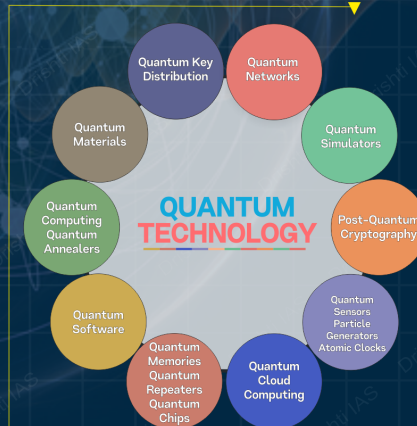 Quantum Key
Distribution
Quantum
Networks
Quantum
Materials
Quantum
Simulators
Quantum
Computing
Quantum
Annealers
QUANTUM
TECHNOLOGY
Post-Quantum
Cryptography
Quantum
Software
Quantum
Sensors
Particle
Generators
Atomic Clocks
Quantum
Memories
Quantum
Repeaters
Quantum
Chips
Quantum
Cloud
Computing